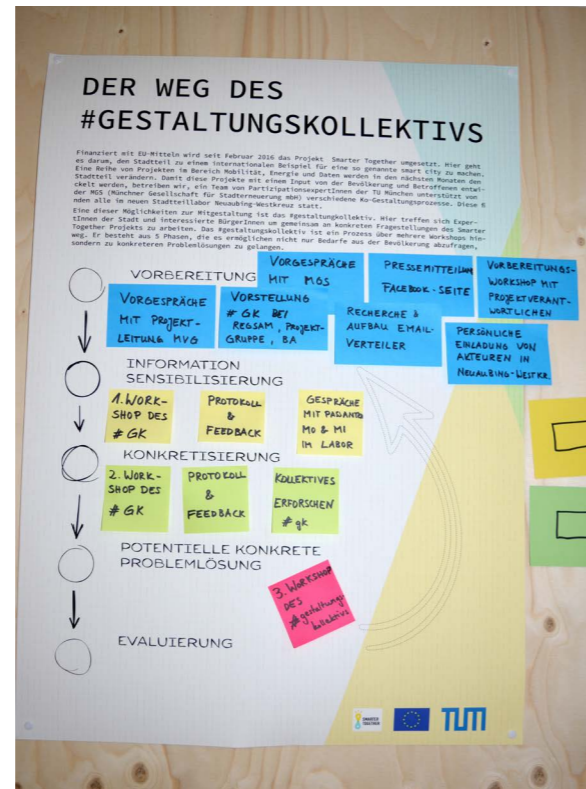 DER WEG DES
#GESTALTUNGSKOLLEKTIVS
Finanziert mit EU-Mitteln wird seit Februar 2016 das Projekt Smarter Together umgesetzt. Hier geht
es darum, den Stadtteil zu einem internationalen Beispiel für eine so genannte smart city zu machen.
Eine Reihe von Projekten im Bereich Mobilität, Energie und Daten werden in den nächsten Monaten den
Stadtteil verändern. Damit diese Projekte mit einem Input von der Bevölkerung und Betroffenen entwi-
ckelt werden, betreiben wir, ein Team von PartizipationsexpertInnen der TU München unterstützt von
der MGS (Münchner Gesellschaft für Stadterneuerung mbH) verschiedene Ko-Gestaltungsprozesse. Diese
nden alle im neuen Stadtteillabor Neuaubing-Westkreuz statt.
Eine dieser Möglichkeiten zur Mitgestaltung ist das #gestaltungskollektiv. Hier treffen sich Exper-
tInnen der Stadt und interessierte BürgerInnen um gemeinsam an konkreten Fragestellungen des Smarter
Together Projekts zu arbeiten. Das #gestaltungskollektiv ist ein Prozess über mehrere Workshops hin-
weg. Er besteht aus 5 Phasen, die es ermöglichen nicht nur Bedarfe aus der Bevölkerung abzufragen,
sondern zu konkreteren Problemlösungen zu gelangen.
VORBEREITUNG
VORGESPRÄCHE
MIT MGS
PRESSEMITTEILUN
FACEBOOK-SEITE
VORBEREITUNGS-
WORKSHOP MIT
PROJEKTVERANT-
WORTLICHEN
VORGESPRÄCHE
MIT PROJEKT-
LEITUNG MVG
VORSTELLUNG
# GK BEI
REGSAM, PROJEKT-
GRUPPE, BA
RECHERCHE &
AUFBAU EMAIL-
VERTEILER
PERSÖNLICHE
EINLADUNG VON
AKTEUREN IN
NEUAUBING-WESTKR.
INFORMATION
SENSIBILISIERUNG
1. WORK-
SHOP DES
# GK
PROTOKOLL
&
FEEDBACK
GESPRÄCHE
MIT
MO & MI
IM LABOR
KONKRETISIERUNG
2. WORK-
SHOP DES
# GK
PROTOKOLL
&
FEEDBACK
KOLLEKTIVES
ERFORSCHEN
# gk
POTENTIELLE KONKRETE
PROBLEMLÖSUNG
3. WORKSHOP
DES
#gestaltungs
kollektivs
EVALUIERUNG
SMARTER
TOGETHER
TUM